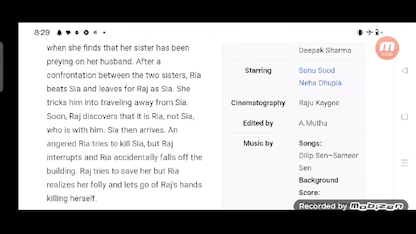 8:29
when she finds that her sister has been
preying on her husband. After a
confrontation between the two sisters, Ria
beats Sia and leaves for Raj as Sia. She
tricks him into traveling away from Sia.
Soon, Raj discovers that it is Ria, not Sia,
who is with him. Sia then arrives. An
angered Ria tries to kill Sia, but Raj
interrupts and Ria accidentally falls off the
building. Raj tries to save her but Ria
realizes her folly and lets go of Raj's hands
killing herself.
Deepak Sharma
Starring
Sonu Sood
Neha Dhupia
Cinematography
Raju Kaygee
Edited by
A.Muthu
Music by
Songs:
Dilip Sen-Sameer
Sen
Background
Score:
Recorded by Mobizen